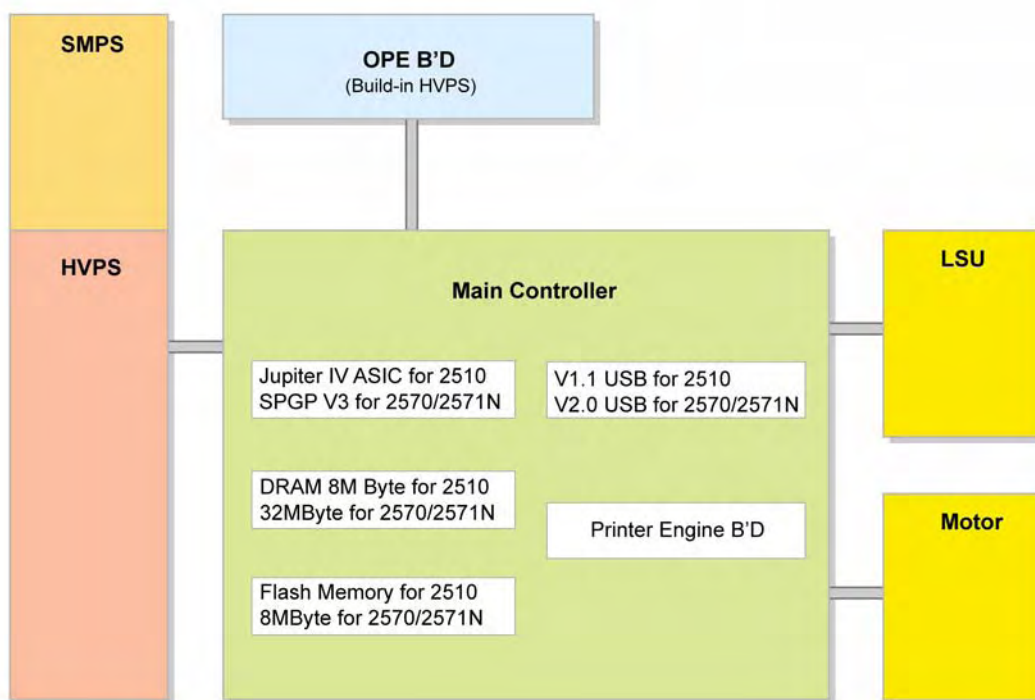 SMPS
OPE B’D
(Build-in HVPS)
HVPS
Main Controller
LSU
Jupiter IV ASIC for 2510
SPGP V3 for 2570/2571N
V1.1 USB for 2510
V2.0 USB for 2570/2571N
DRAM 8M Byte for 2510
32MByte for 2570/2571N
Printer Engine B’D
Motor
Flash Memory for 2510
8MByte for 2570/2571N